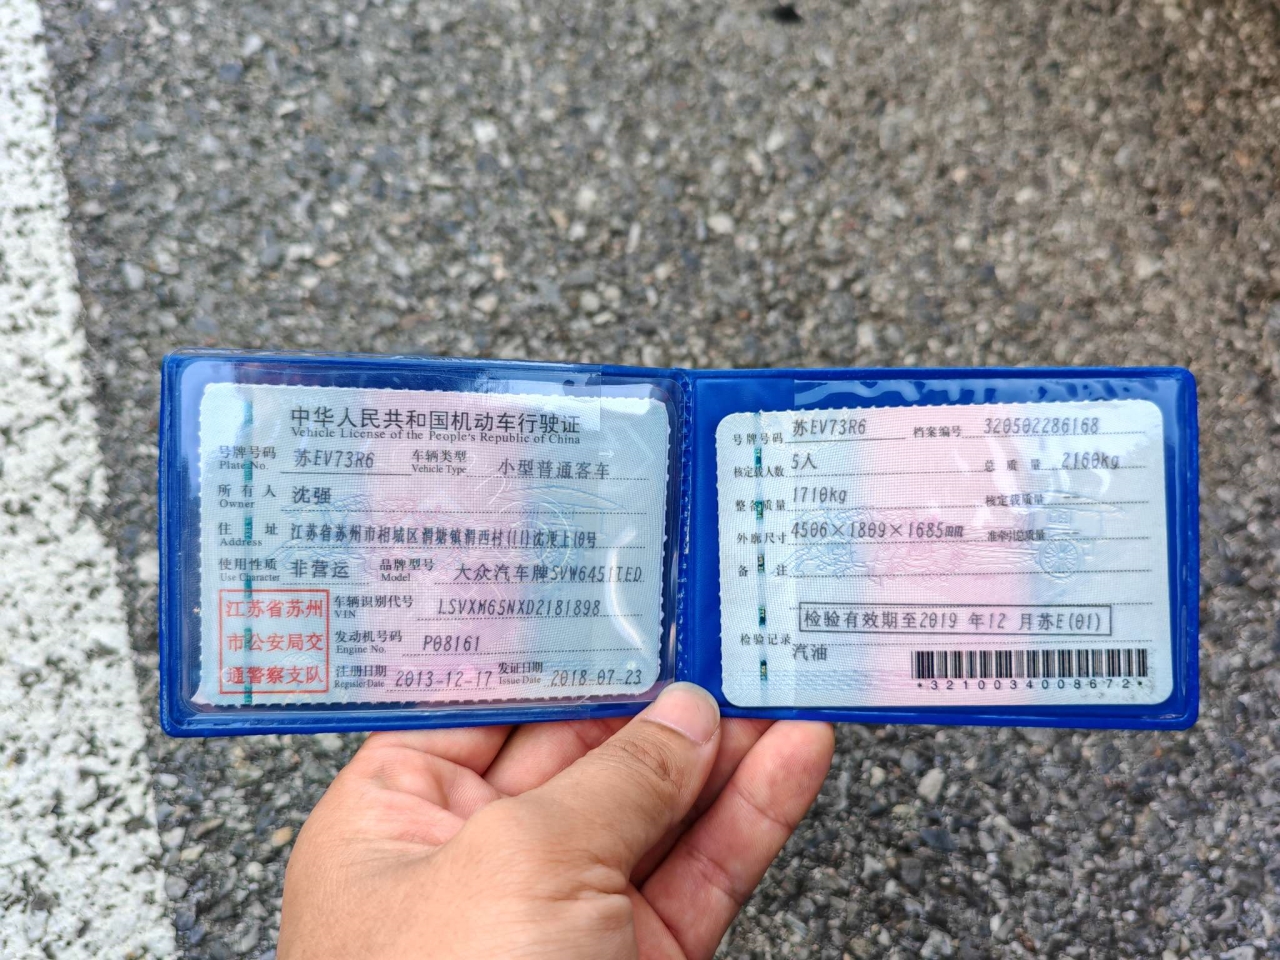 中华人民共和国机动车行驶证
Vehicle License of the People's Republic of China
号牌号码 苏EV73R6 车辆类型 小型普通客车
Plate No. Vehicle Type
所有人 沈强
Owner
住址 江苏省苏州市相城区 西村(11)沈 上10号
Address
使用性质 非营运 品牌型号 大众汽车牌SVW6451TED
Use Character Model
江苏省苏州
市公安局交
通警察支队
车辆识别代号 LSVXM65NXD2181898
VIN
发动机号码 P08161
Engine No.
注册日期 2013-12-17 发证日期 2018-07-23
Register Date Issue Date
号牌号码 苏EV73R6 档案编号 320502286168
核定载人数 5人 总质量 2160kg
整备质量 1710kg 核定载质量 --
外廓尺寸 4506×1809×1685mm 准牵引总质量 --
备注
检验有效期至2019 年12 月苏E(01)
检验记录
汽油
*3210034008672*